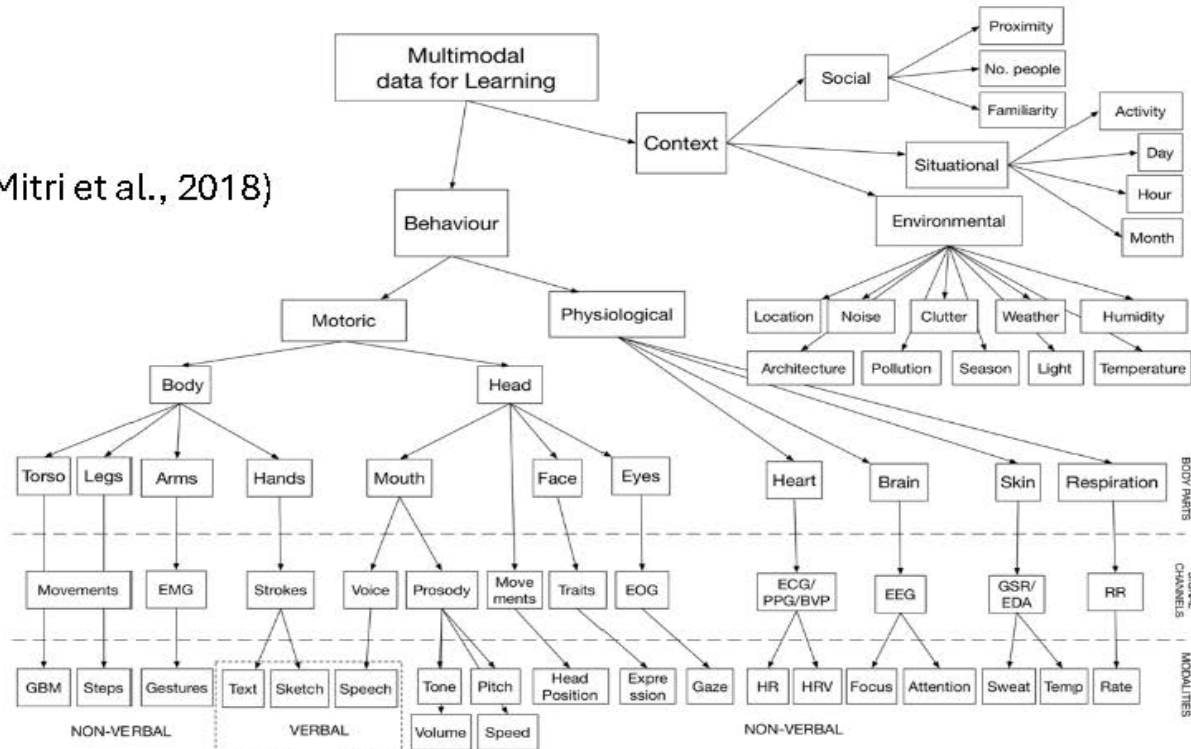 Multimodal
data for Learning
Mitri et al., 2018)
Context
Social
Proximity
No. people
Familiarity
Situational
Activity
Day
Hour
Month
Environmental
Location
Noise
Clutter
Weather
Humidity
Architecture
Pollution
Season
Light
Temperature
Behaviour
Motoric
Physiological
Body
Head
Torso
Legs
Arms
Hands
Mouth
Face
Eyes
Heart
Brain
Skin
Respiration
BODY PARTS
Movements
EMG
Strokes
Voice
Prosody
Move
ments
Traits
EOG
ECG/
PPG/BVP
EEG
GSR/
EDA
RR
CHANNELS
GBM
Steps
Gestures
Text
Sketch
Speech
Tone
Pitch
Head
Position
Expre
ssion
Gaze
HR
HRV
Focus
Attention
Sweat
Temp
Rate
MODALITIES
Volume
Speed
NON-VERBAL
VERBAL
NON-VERBAL